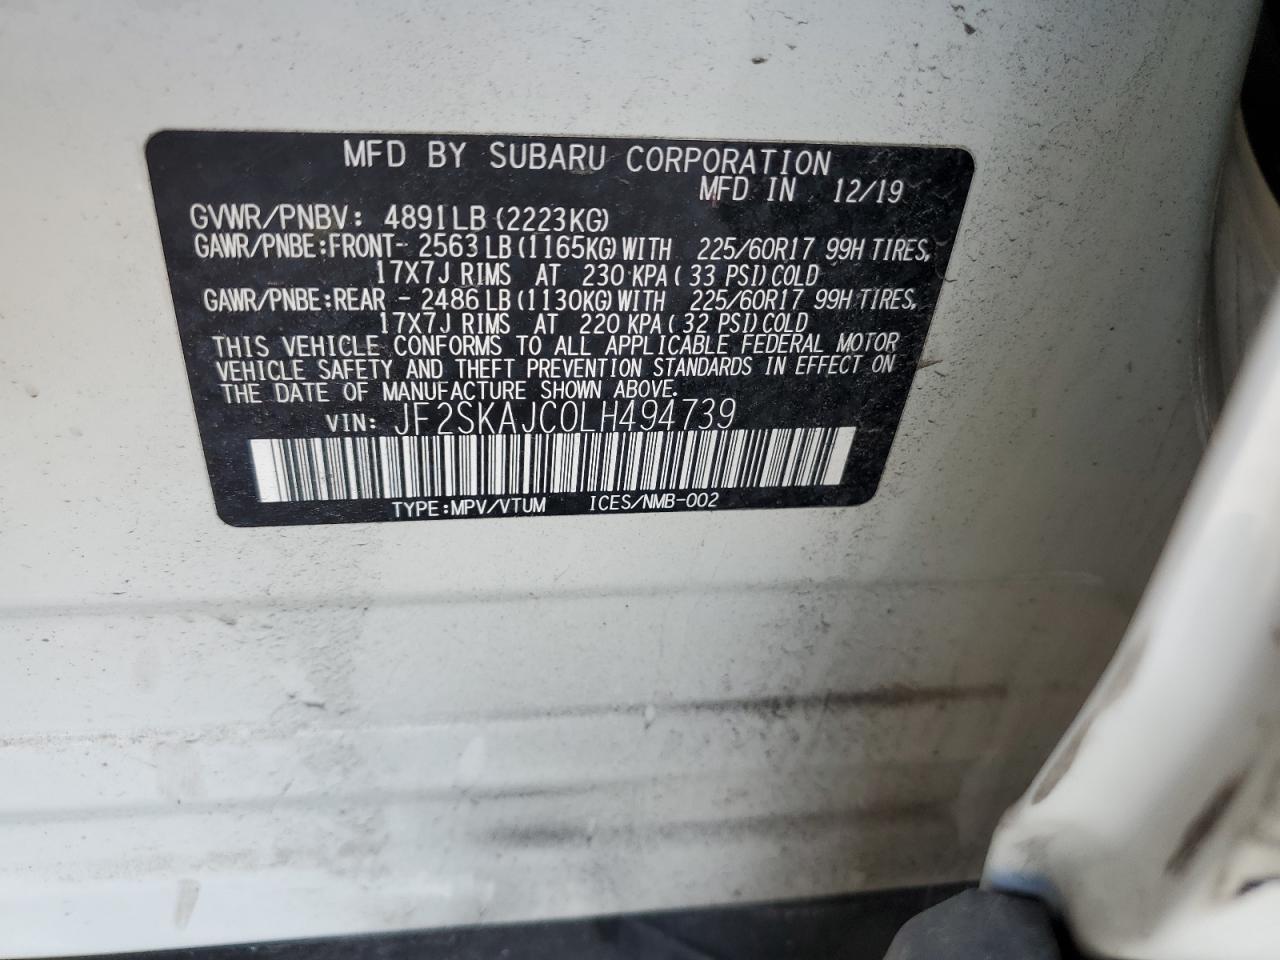 MFD BY SUBARU CORPORATION
MFD IN 12/19
GVWR/PNBV: 4891LB (2223KG)
GAWR/PNBE:FRONT- 2563 LB (1165KG) WITH 225/60R17 99H TIRES,
17X7J RIMS AT 230 KPA ( 33 PSI) COLD
GAWR/PNBE:REAR - 2486 LB (1130KG) WITH 225/60R17 99H TIRES,
17X7J RIMS AT 220 KPA ( 32 PSI) COLD
THIS VEHICLE CONFORMS TO ALL APPLICABLE FEDERAL MOTOR
VEHICLE SAFETY AND THEFT PREVENTION STANDARDS IN EFFECT ON
THE DATE OF MANUFACTURE SHOWN ABOVE.
VIN: JF2SKAJC0LH494739
TYPE:MPV/VTUM ICES/NMB-002